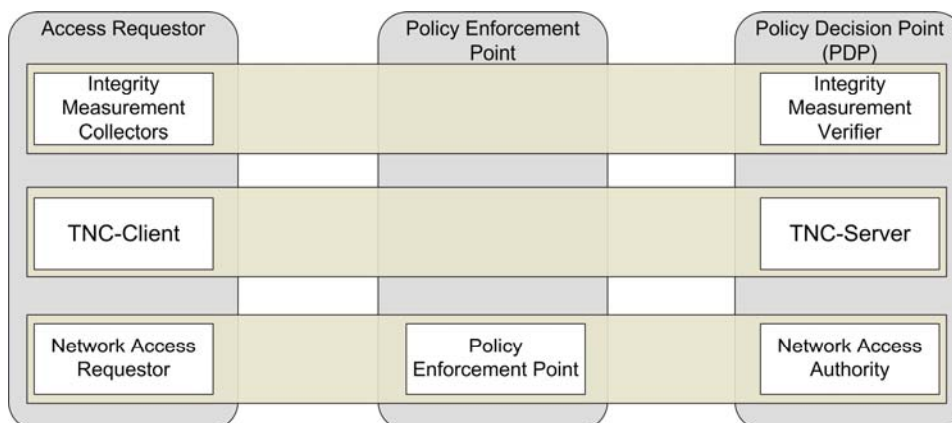 Access Requestor
Policy Enforcement
Point
Policy Decision Point
(PDP)
Integrity
Measurement
Collectors
Integrity
Measurement
Verifier
TNC-Client
TNC-Server
Network Access
Requestor
Policy
Enforcement Point
Network Access
Authority